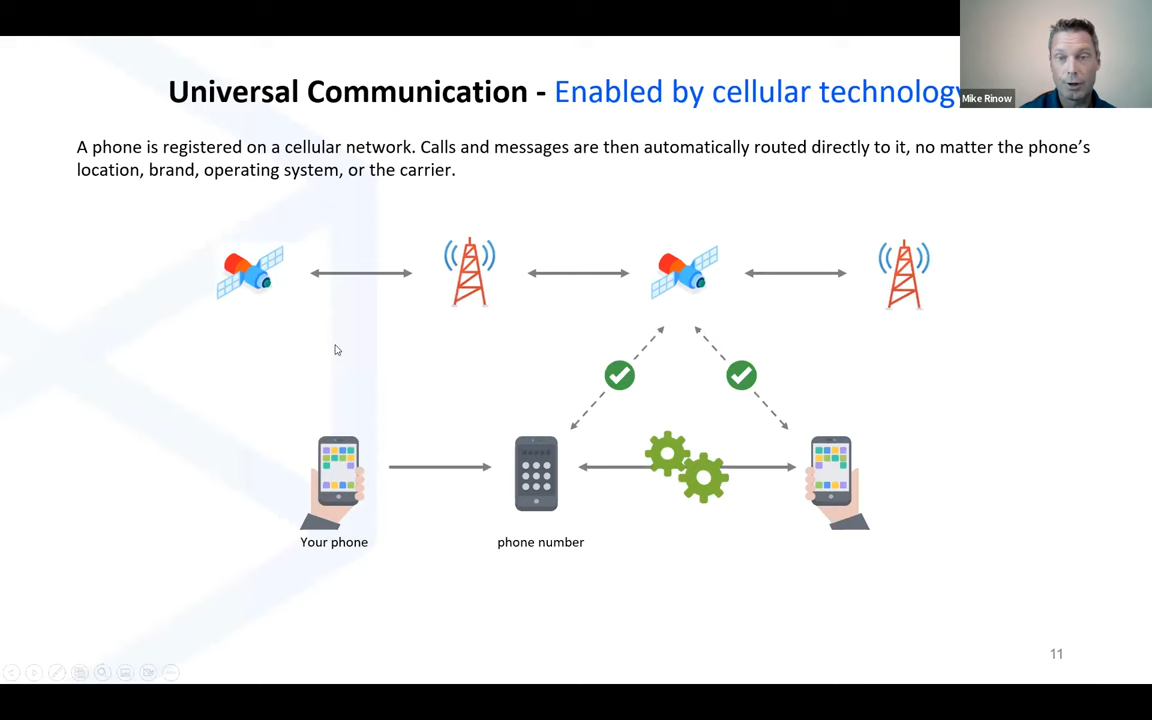 Universal Communication - Enabled by cellular technology
Mike Rinow
A phone is registered on a cellular network. Calls and messages are then automatically routed directly to it, no matter the phone’s
location, brand, operating system, or the carrier.
Your phone
phone number
11